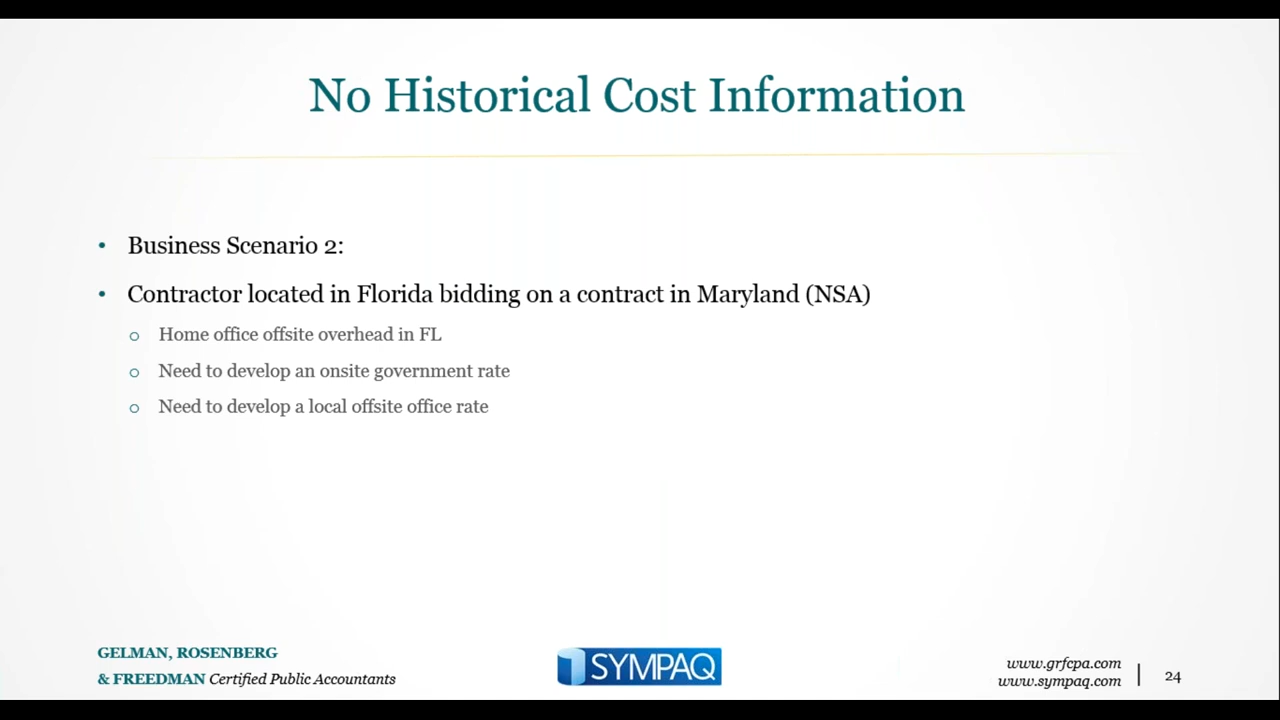 No Historical Cost Information
• Business Scenario 2:
• Contractor located in Florida bidding on a contract in Maryland (NSA)
o Home office offsite overhead in FL
o Need to develop an onsite government rate
o Need to develop a local offsite office rate
GELMAN, ROSENBERG
& FREEDMAN Certified Public Accountants
SYMPAQ
www.grfcpa.com
www.sympaq.com
24